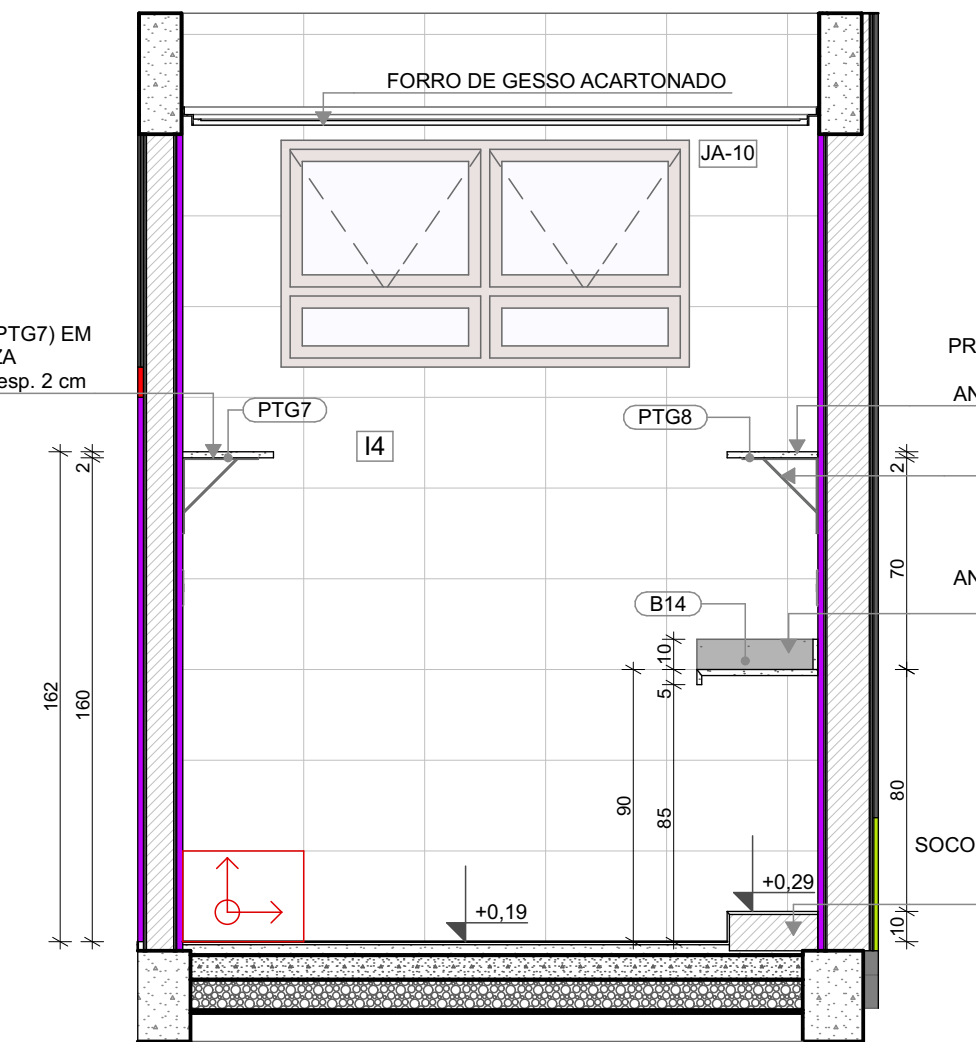 FORRO DE GESSO ACARTONADO
JA-10
PTG7) EM
ZA
esp. 2 cm
PR
AN
PTG7
PTG8
I4
2
2
70
AN
B14
10
5
162
160
90
85
80
SOCO
+0,29
+0,19
10